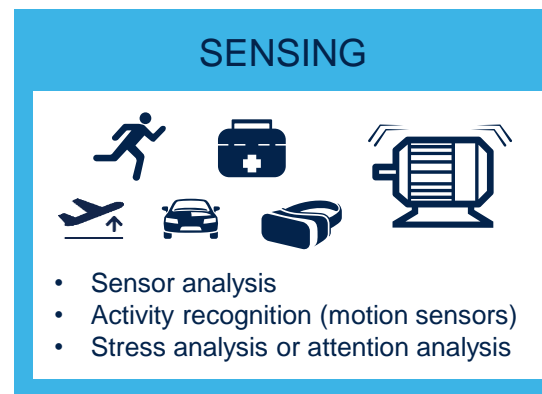 SENSING
• Sensor analysis
• Activity recognition (motion sensors)
• Stress analysis or attention analysis